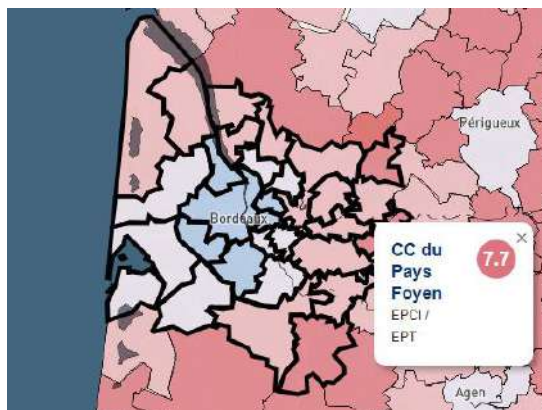 Périgueux
Bordeaux
×
CC du
Pays
Foyen
7.7
EPCI /
EPT
Agen